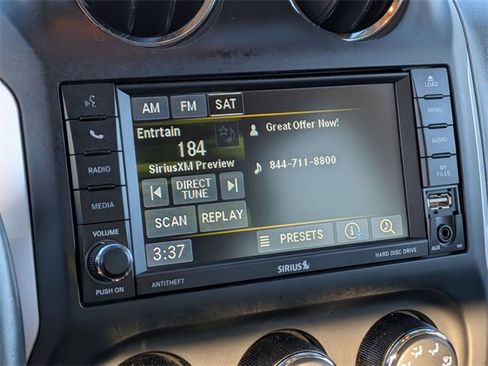 AM FM SAT
LOAD
Entrtain
184
SiriusXM Preview
Great Offer Now!
844-711-8800
MENU
AUDIO
MY FILES
RADIO
MEDIA
DIRECT TUNE
SCAN REPLAY
3:37
PRESETS
VOLUME
PUSH ON
ANTITHEFT
SIRIUS
HARD DISC DRIVE
AUX